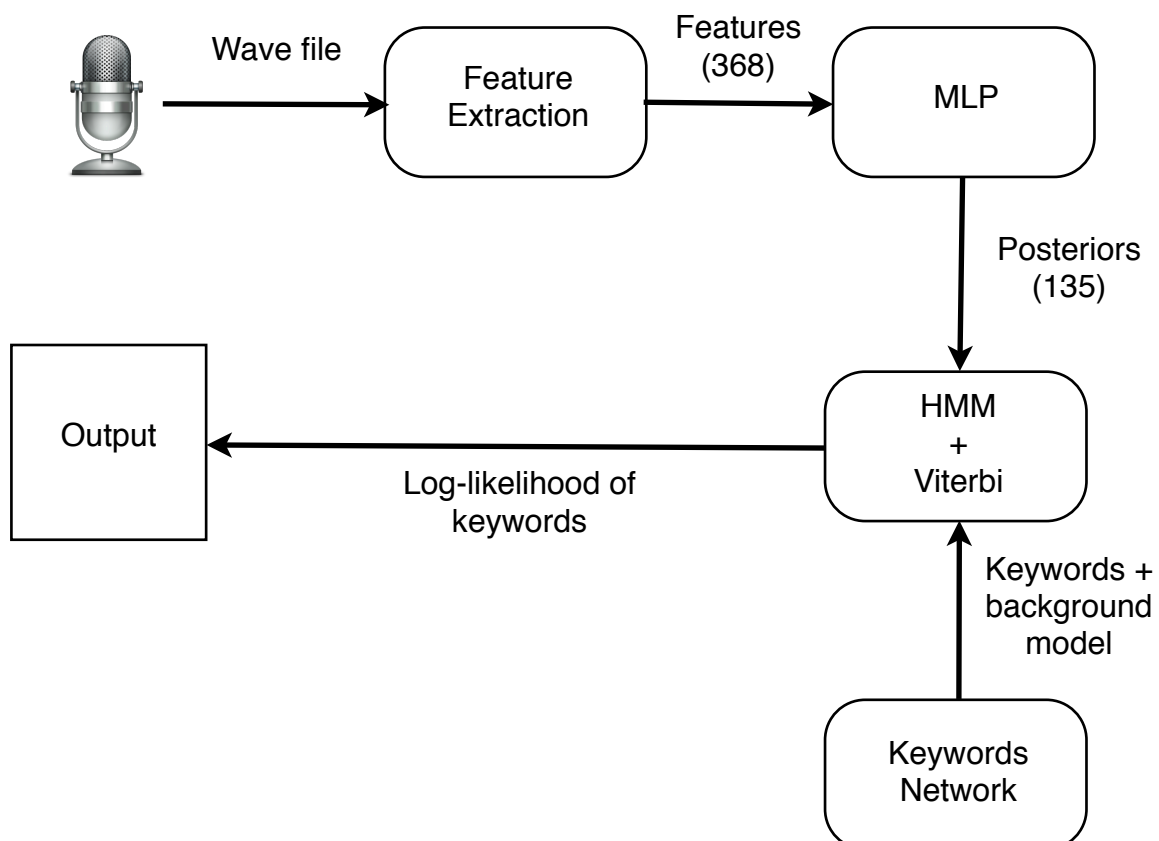 Wave file
Feature
Extraction
Features
(368)
MLP
Posteriors
(135)
HMM
+
Viterbi
Output
Log-likelihood of
keywords
Keywords +
background
model
Keywords
Network